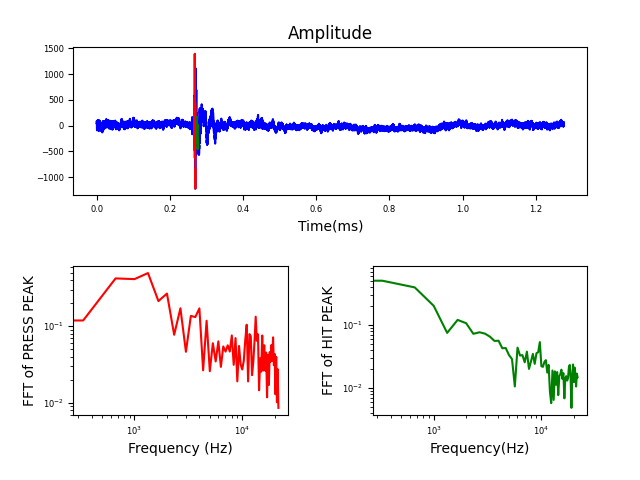 Amplitude
1500
1000
500
0
−500
−1000
0.0 0.2 0.4 0.6 0.8 1.0 1.2
Time(ms)
FFT of PRESS PEAK
10⁻¹
10⁻²
10³ 10⁴
Frequency (Hz)
FFT of HIT PEAK
10⁻¹
10⁻²
10³ 10⁴
Frequency(Hz)